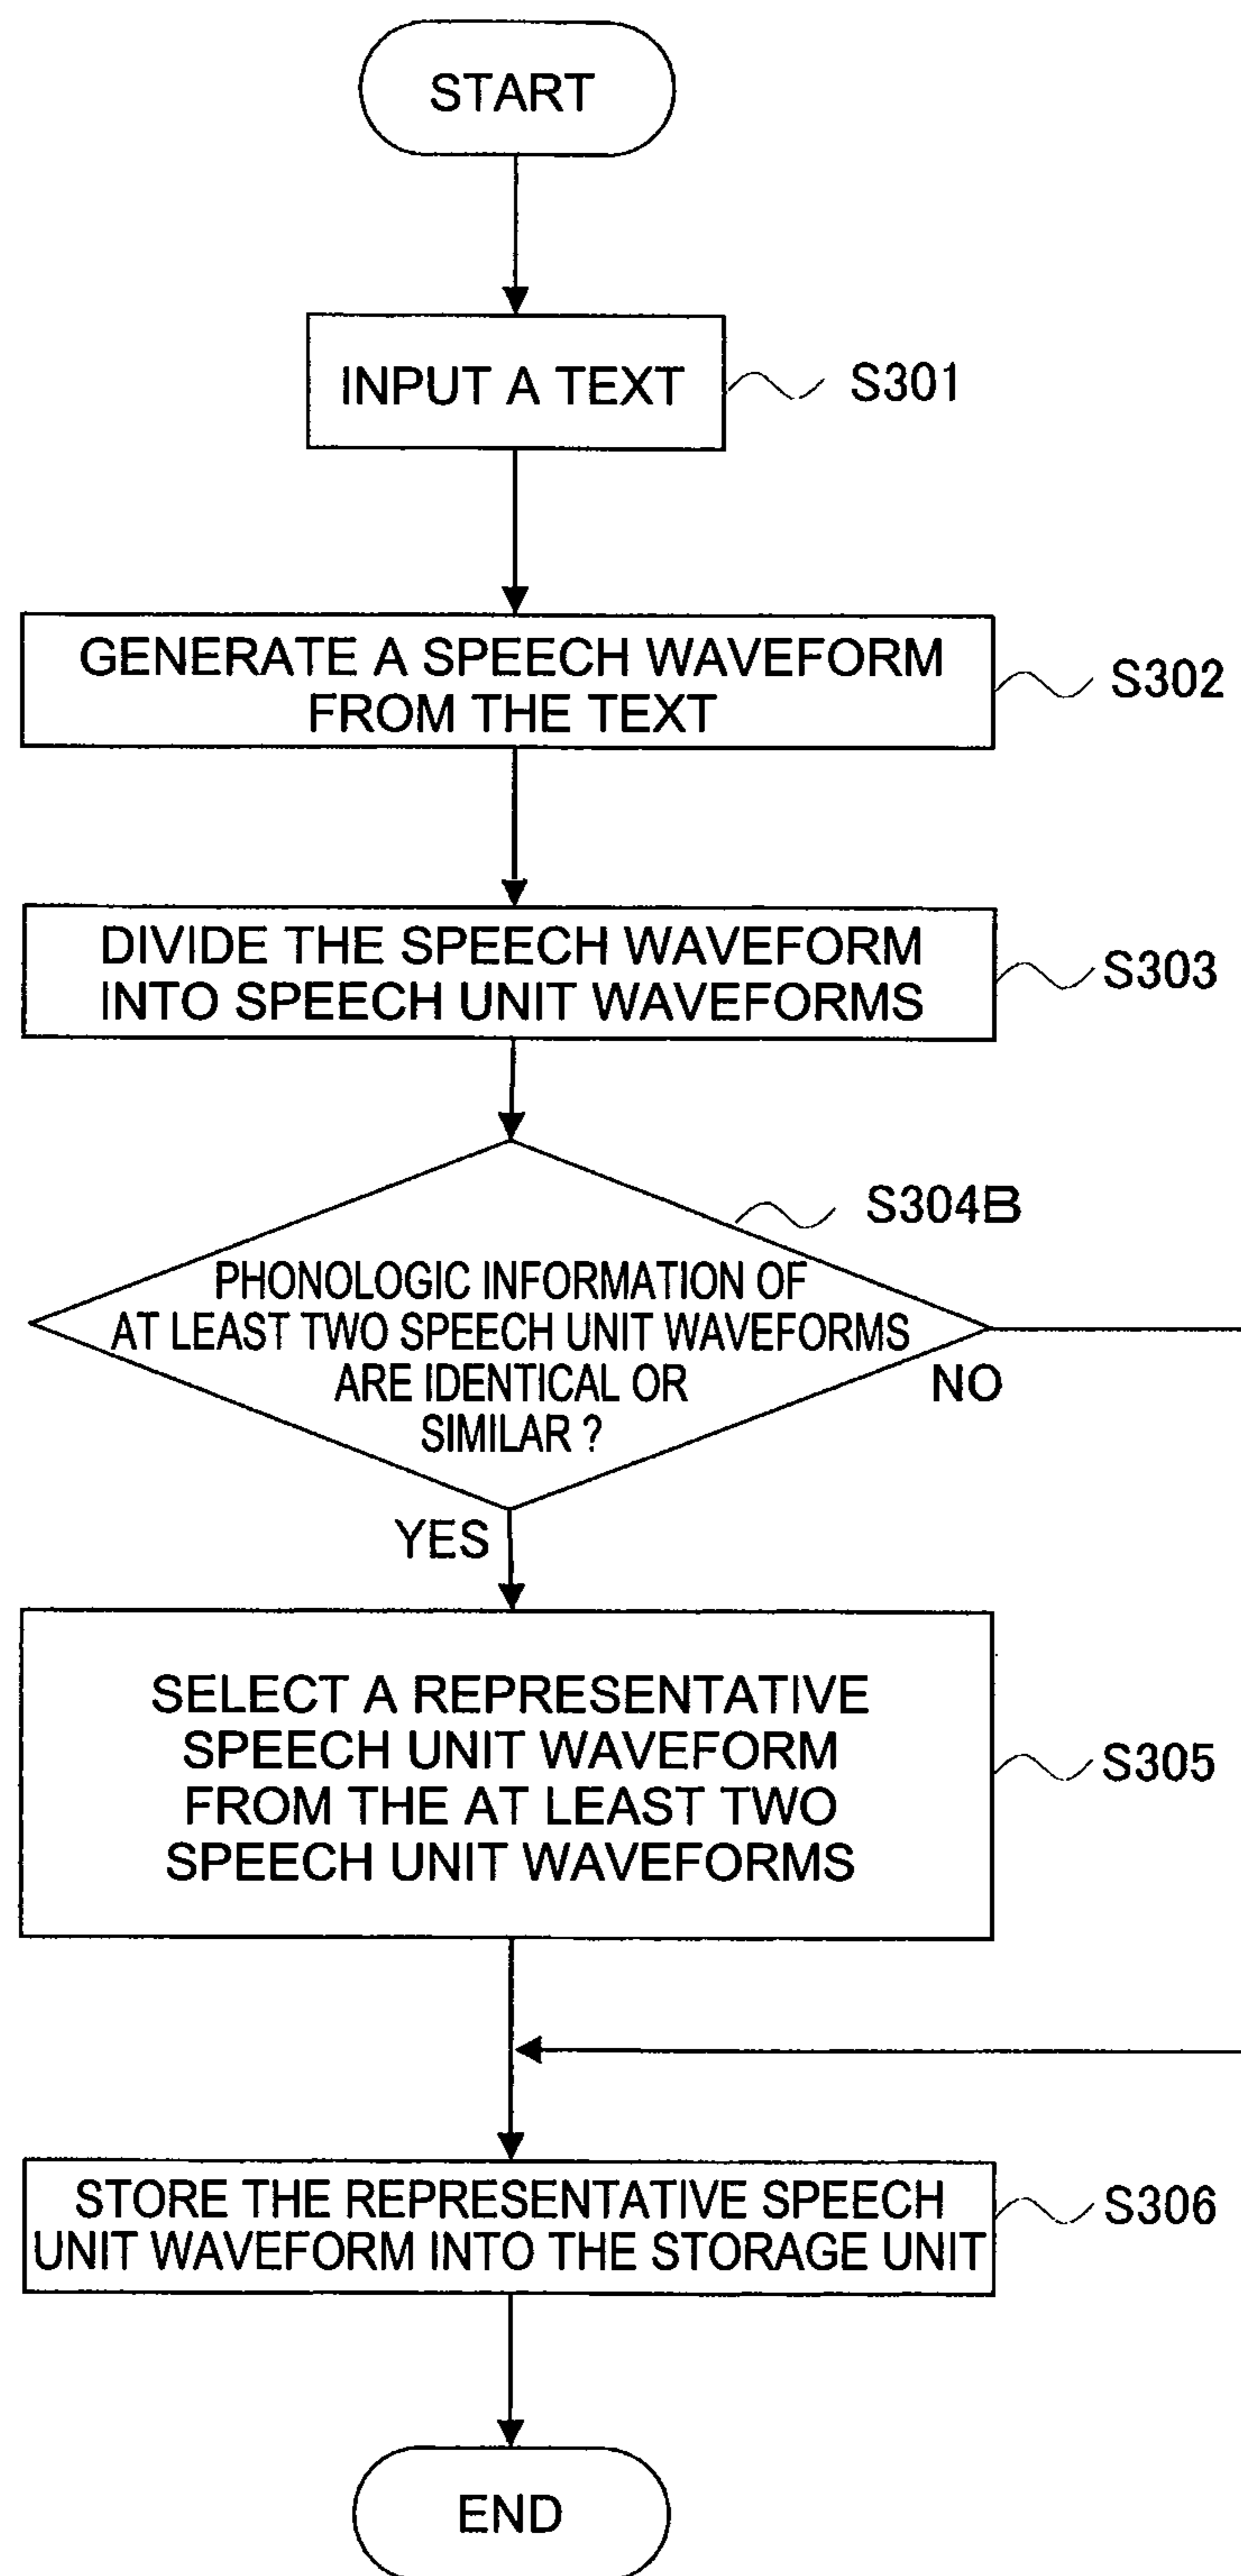 START
INPUT A TEXT
S301
GENERATE A SPEECH WAVEFORM
FROM THE TEXT
S302
DIVIDE THE SPEECH WAVEFORM
INTO SPEECH UNIT WAVEFORMS
S303
S304B
PHONOLOGIC INFORMATION OF
AT LEAST TWO SPEECH UNIT WAVEFORMS
ARE IDENTICAL OR
SIMILAR ?
NO
YES
SELECT A REPRESENTATIVE
SPEECH UNIT WAVEFORM
FROM THE AT LEAST TWO
SPEECH UNIT WAVEFORMS
S305
STORE THE REPRESENTATIVE SPEECH
UNIT WAVEFORM INTO THE STORAGE UNIT
S306
END